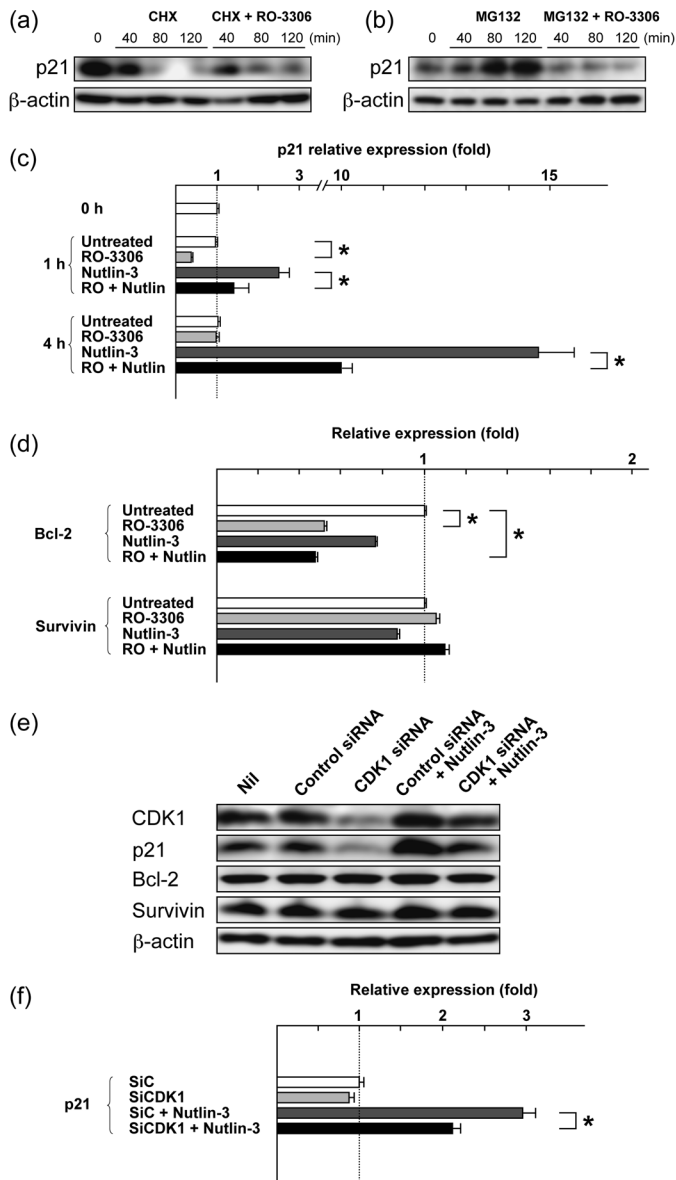 (a)
CHX CHX + RO-3306
0 40 80 120 40 80 120 (min)
p21
β-actin
(b)
MG132 MG132 + RO-3306
0 40 80 120 40 80 120 (min)
p21
β-actin
(c)
p21 relative expression (fold)
1 3 10 15
0 h
1 h
Untreated
RO-3306
*
Nutlin-3
RO + Nutlin
*
4 h
Untreated
RO-3306
Nutlin-3
RO + Nutlin
*
(d)
Relative expression (fold)
1 2
Bcl-2
Untreated
RO-3306
Nutlin-3
RO + Nutlin
* *
Survivin
Untreated
RO-3306
Nutlin-3
RO + Nutlin
(e)
Nil
Control siRNA
CDK1 siRNA
Control siRNA
+ Nutlin-3
CDK1 siRNA
+ Nutlin-3
CDK1
p21
Bcl-2
Survivin
β-actin
(f)
Relative expression (fold)
1 2 3
p21
SiC
SiCDK1
SiC + Nutlin-3
SiCDK1 + Nutlin-3
*